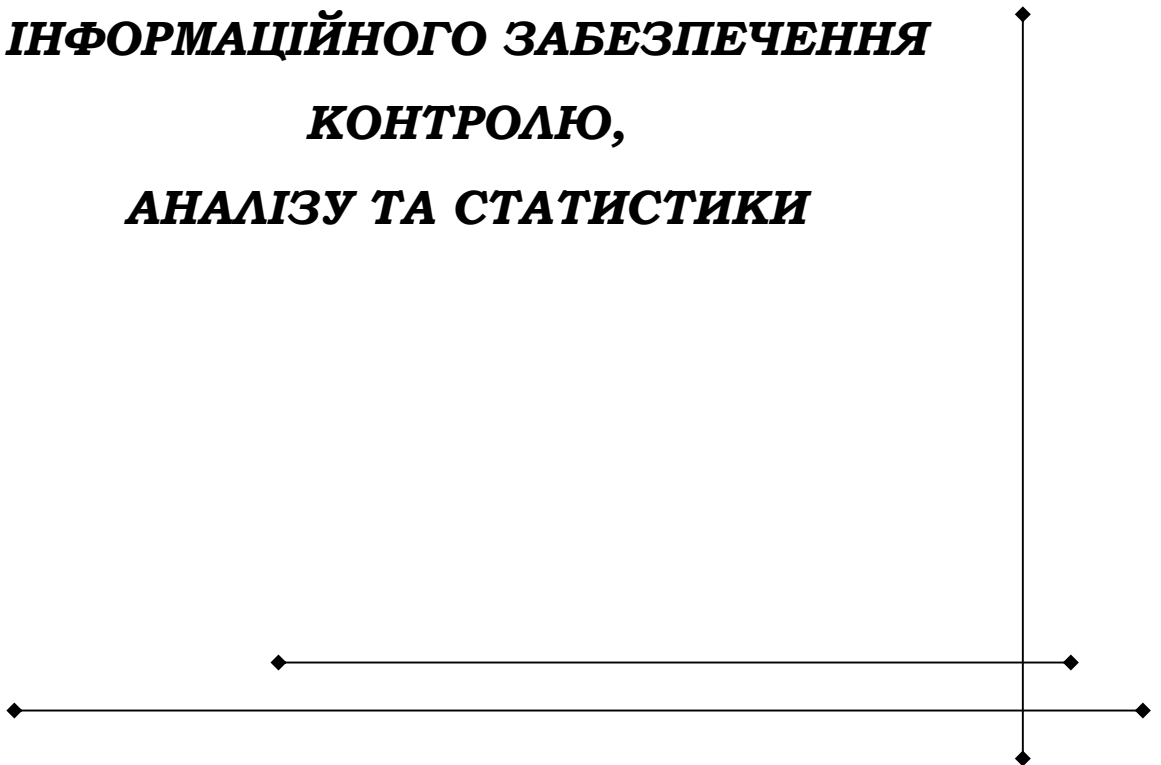 ІНФОРМАЦІЙНОГО ЗАБЕЗПЕЧЕННЯ
КОНТРОЛЮ,
АНАЛІЗУ ТА СТАТИСТИКИ